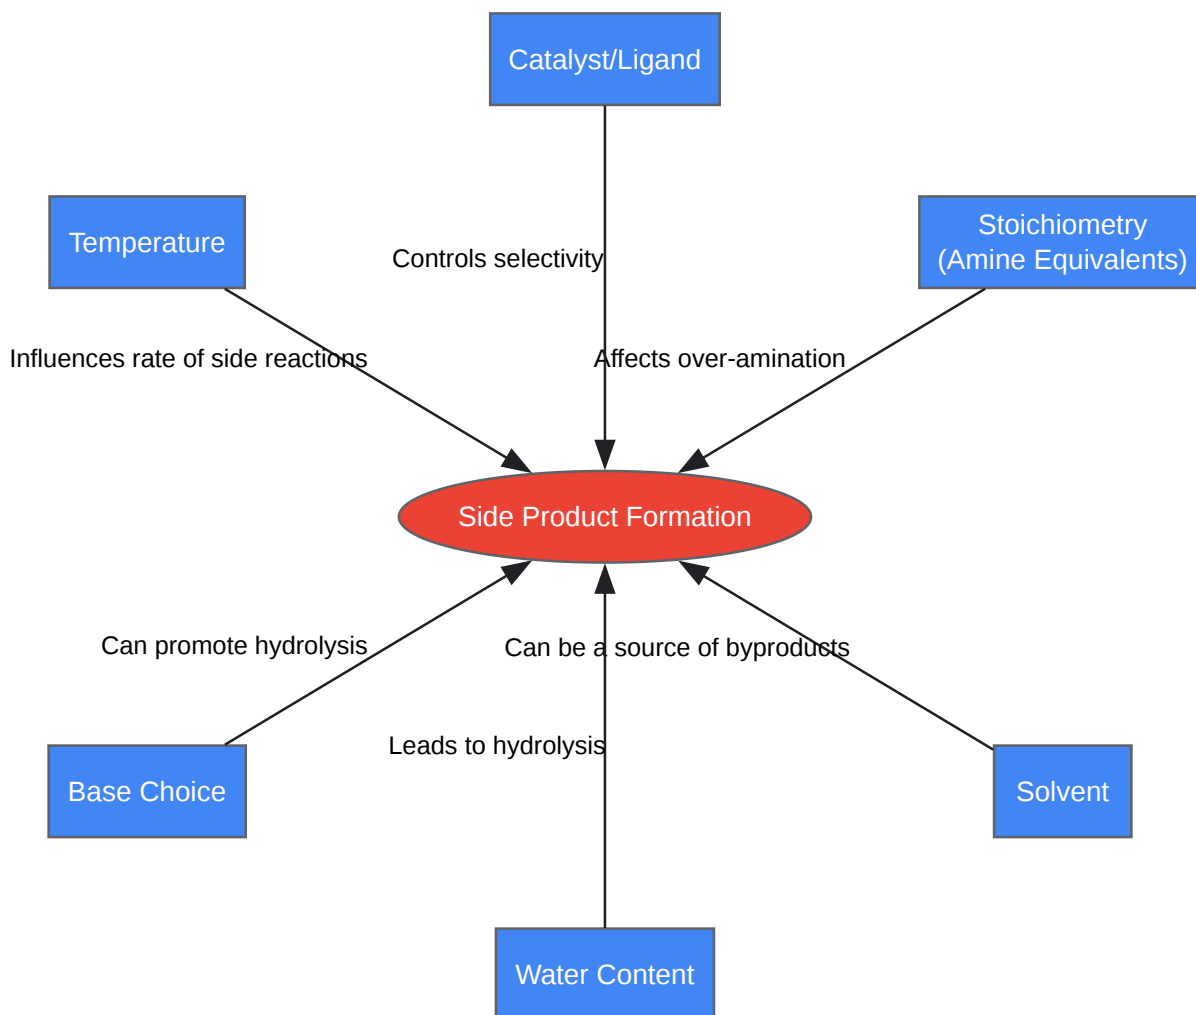 Catalyst/Ligand
Temperature
Stoichiometry
(Amine Equivalents)
Controls selectivity
Influences rate of side reactions
Affects over-amination
Side Product Formation
Can promote hydrolysis
Can be a source of byproducts
Leads to hydrolysis
Base Choice
Solvent
Water Content